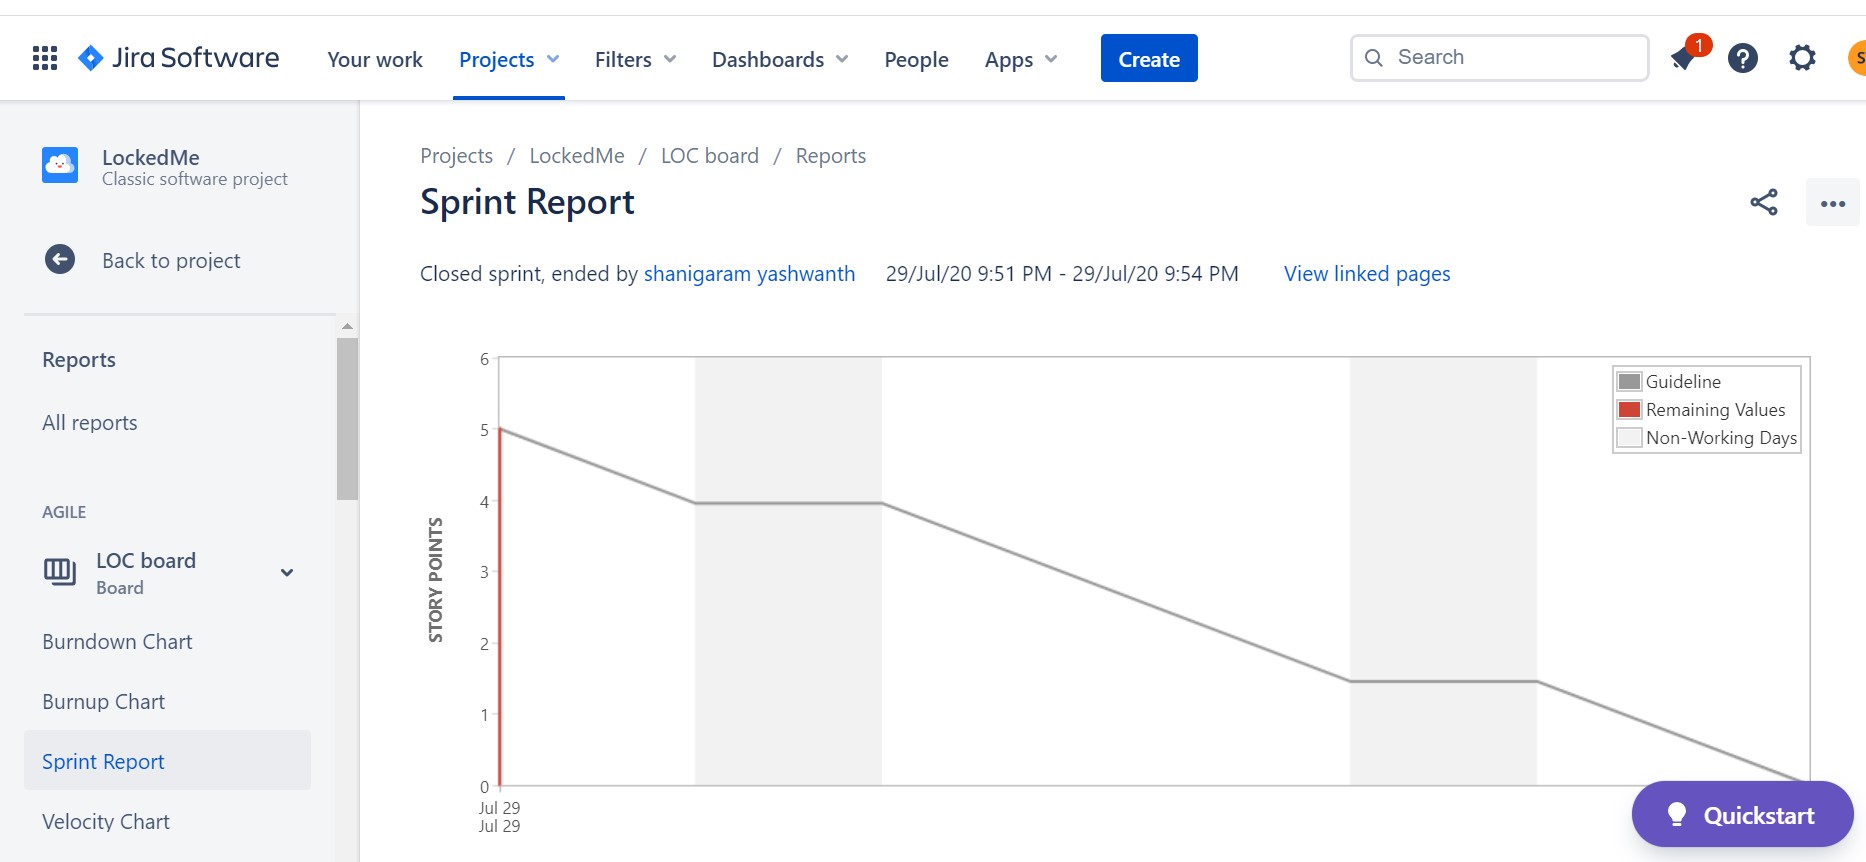 Jira Software
Your work
Projects
Filters
Dashboards
People
Apps
Create
Search
1
S
LockedMe
Classic software project
Back to project
Reports
All reports
AGILE
LOC board
Board
Burndown Chart
Burnup Chart
Sprint Report
Velocity Chart
Projects / LockedMe / LOC board / Reports
Sprint Report
Closed sprint, ended by shanigaram yashwanth 29/Jul/20 9:51 PM - 29/Jul/20 9:54 PM View linked pages
STORY POINTS
6
5
4
3
2
1
0
Jul 29
Jul 29
Guideline
Remaining Values
Non-Working Days
Quickstart